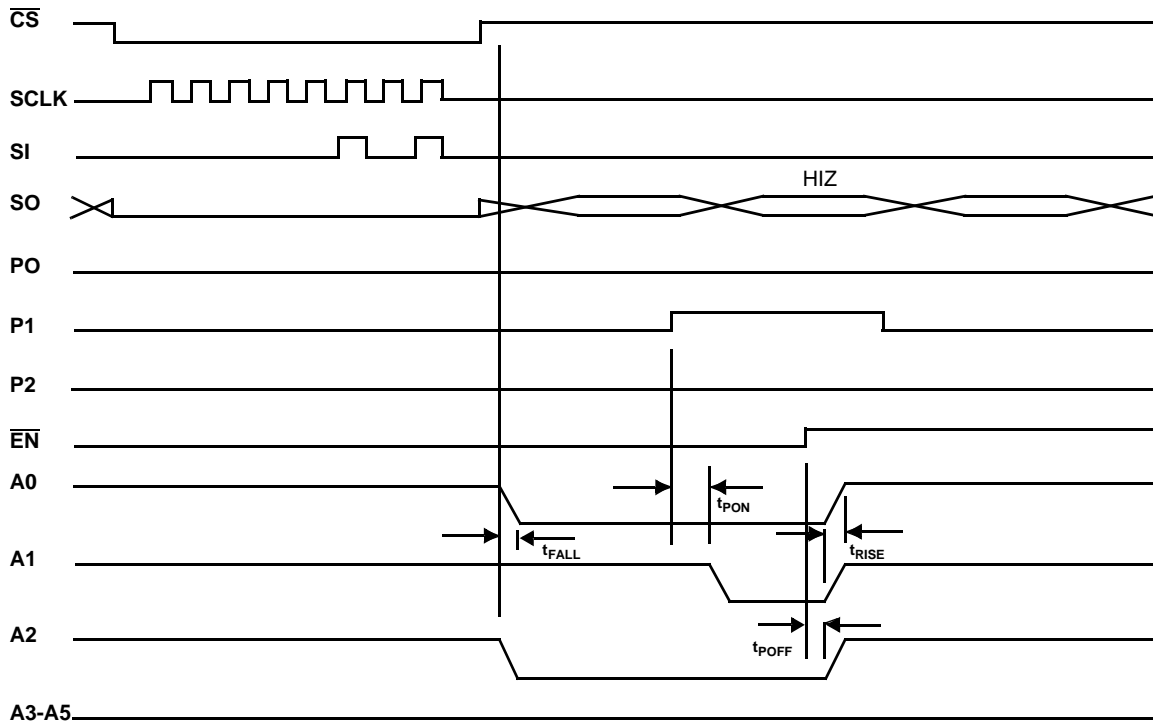 CS
SCLK
SI
SO
HIZ
PO
P1
P2
EN
A0
tPON
tFALL
tRISE
A1
A2
tPOFF
A3-A5